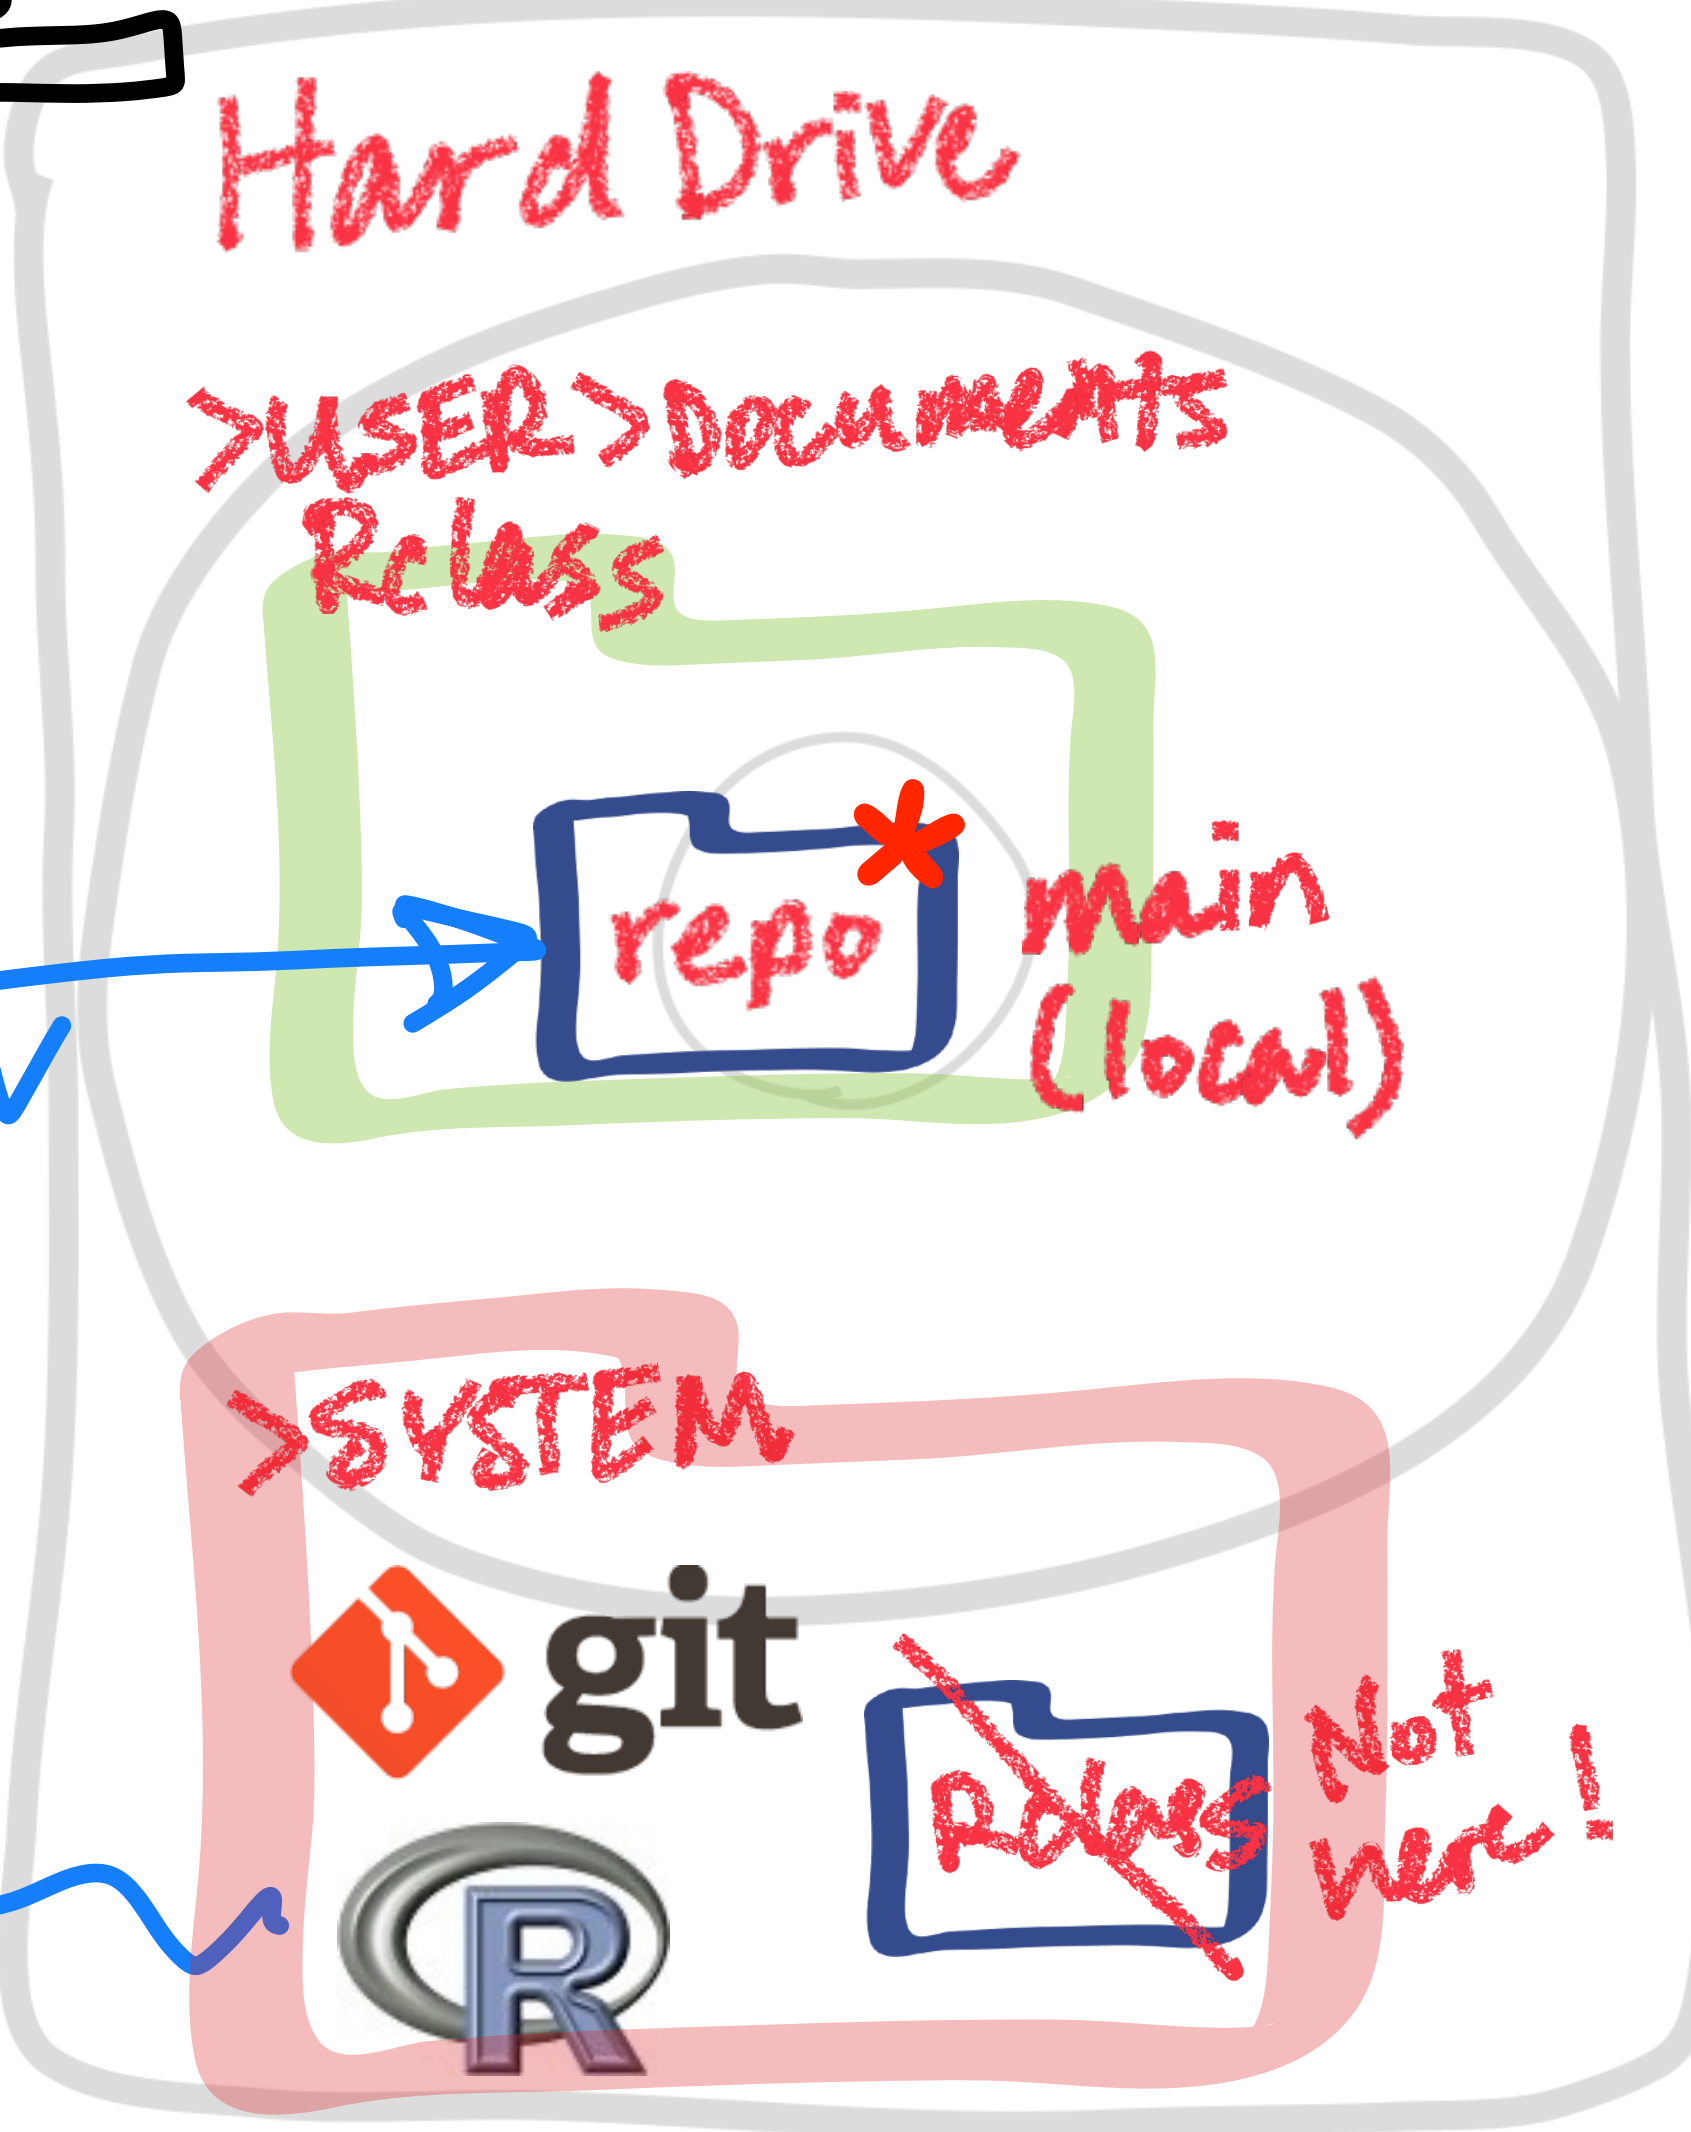 Hard Drive
>USER>Documents
Rclass
repo
main
(local)
>SYSTEM
git
R
Rclass
Not
here!